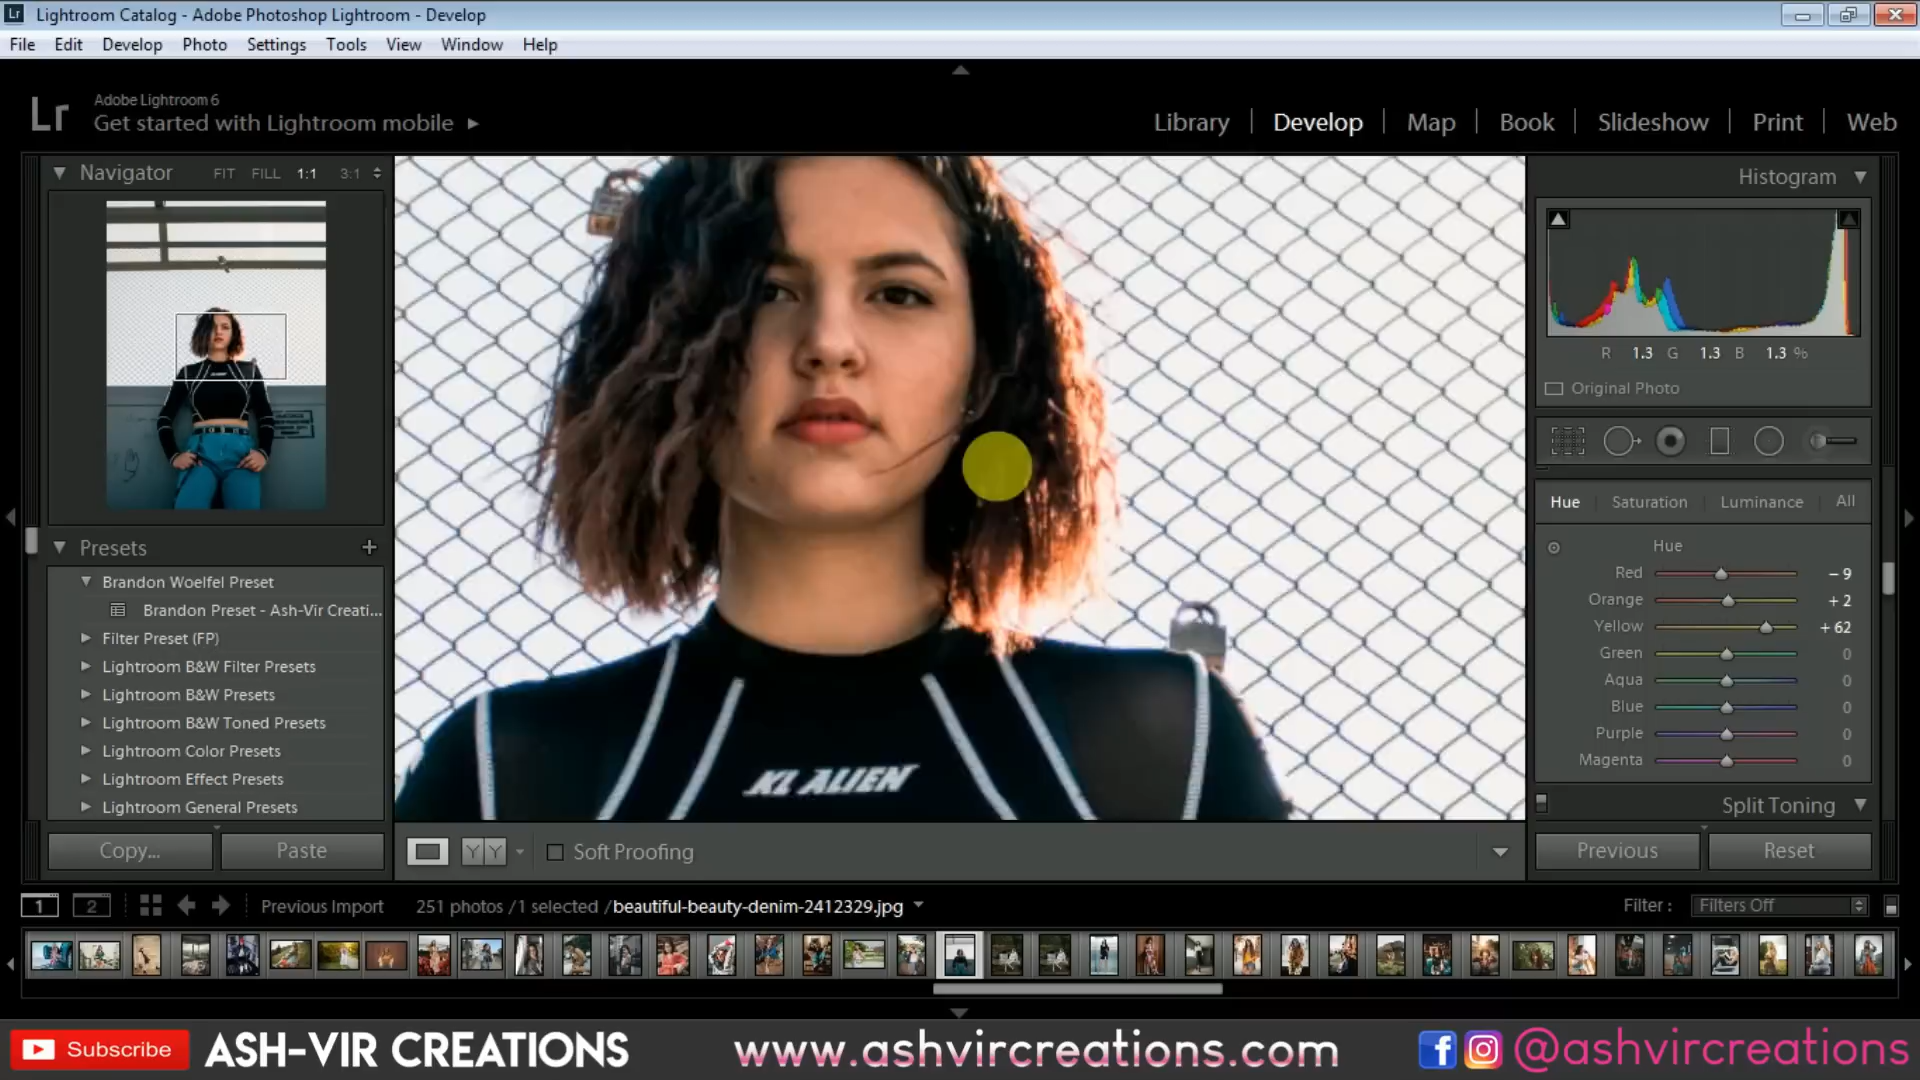 Lr Lightroom Catalog - Adobe Photoshop Lightroom - Develop
File Edit Develop Photo Settings Tools View Window Help
Adobe Lightroom 6
Lr Get started with Lightroom mobile
Library Develop Map Book Slideshow Print Web
Navigator FIT FILL 1:1 3:1
Histogram
R 1.3 G 1.3 B 1.3 %
Original Photo
Hue Saturation Luminance All
Hue
Red - 9
Orange + 2
Yellow + 62
Green 0
Aqua 0
Blue 0
Purple 0
Magenta 0
Split Toning
Previous Reset
Presets +
Brandon Woelfel Preset
Brandon Preset - Ash-Vir Creati...
Filter Preset (FP)
Lightroom B&W Filter Presets
Lightroom B&W Presets
Lightroom B&W Toned Presets
Lightroom Color Presets
Lightroom Effect Presets
Lightroom General Presets
Copy... Paste
KL ALIEN
YY Soft Proofing
1 2 Previous Import 251 photos /1 selected /beautiful-beauty-denim-2412329.jpg Filter : Filters Off
Subscribe ASH-VIR CREATIONS www.ashvircreations.com @ashvircreations